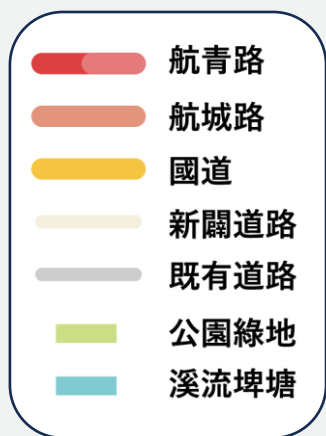 航青路
航城路
國道
新闢道路
既有道路
公園綠地
溪流埤塘